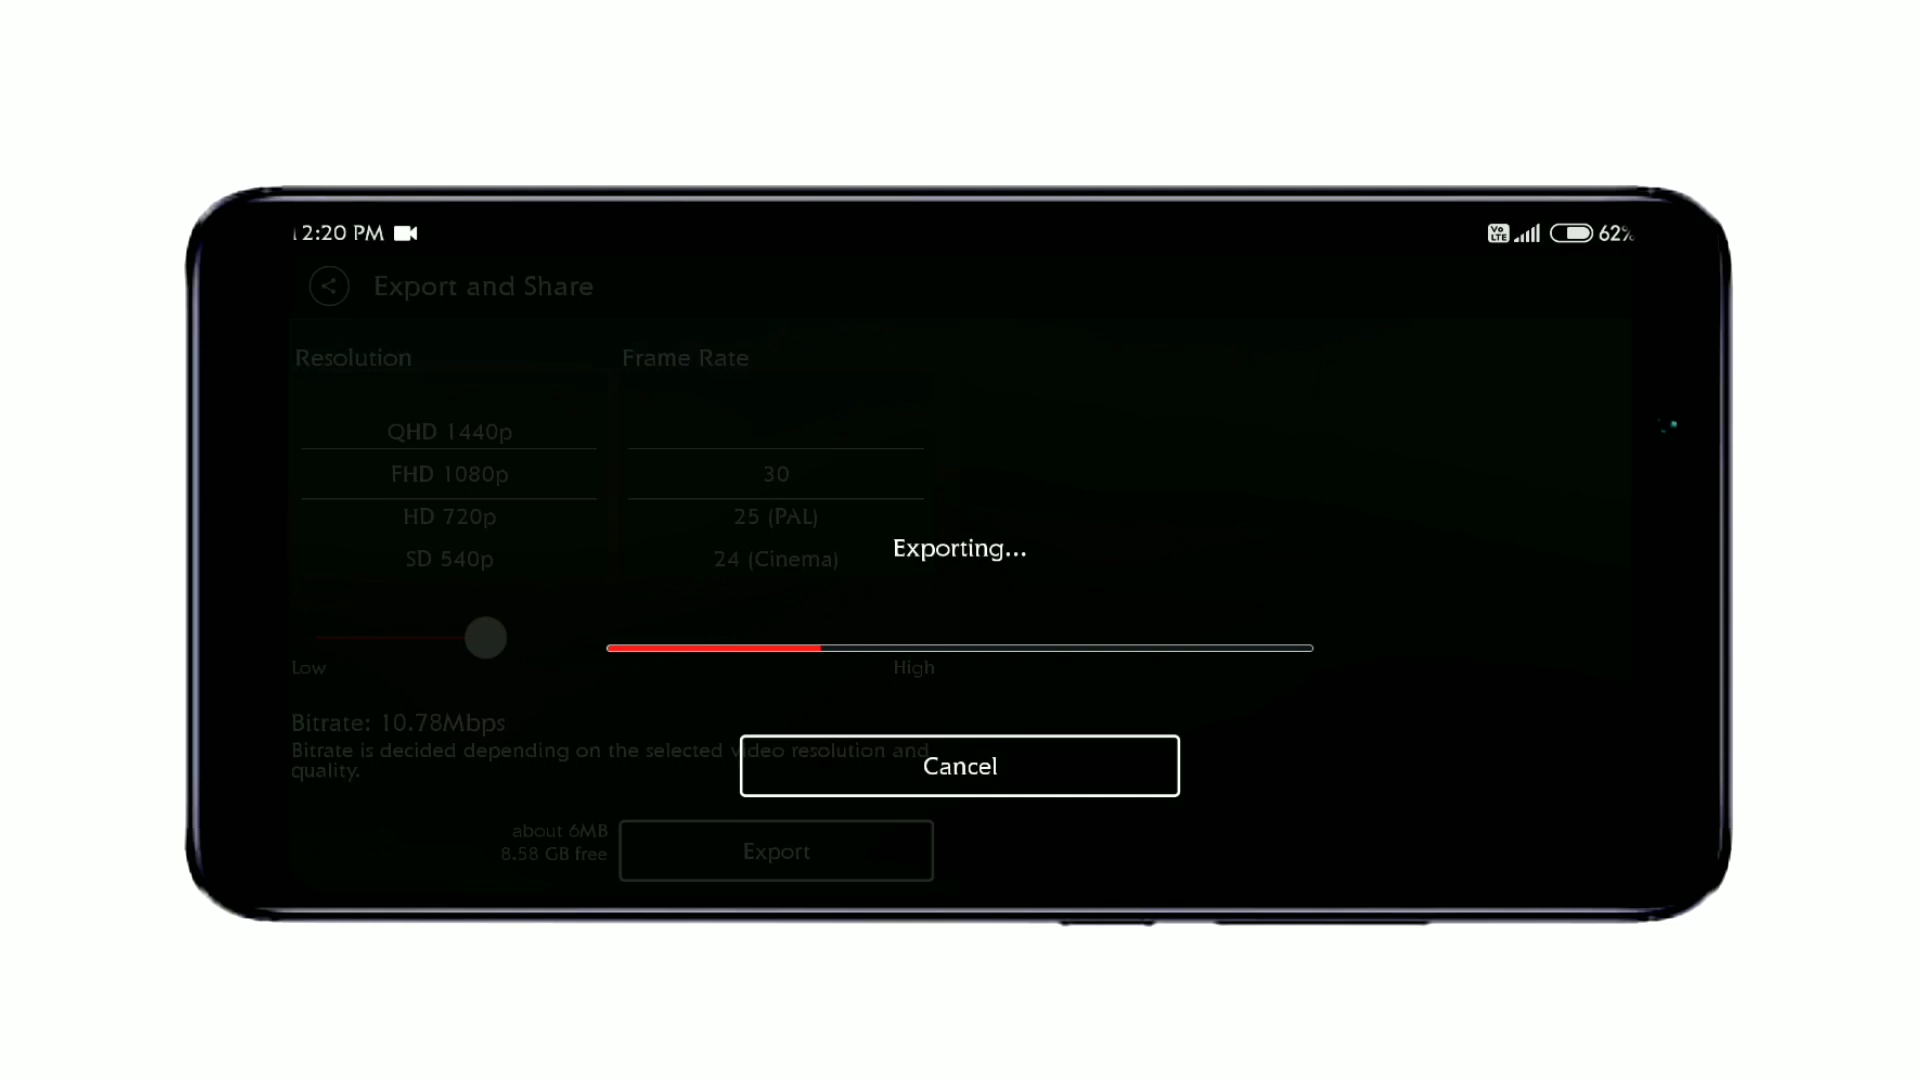 12:20 PM
Vo LTE 62%
Export and Share
Resolution
Frame Rate
QHD 1440p
FHD 1080p
30
HD 720p
25 (PAL)
SD 540p
24 (Cinema)
Exporting...
Low
High
Bitrate: 10.78Mbps
Bitrate is decided depending on the selected video resolution and
quality.
Cancel
about 6MB
8.58 GB free
Export